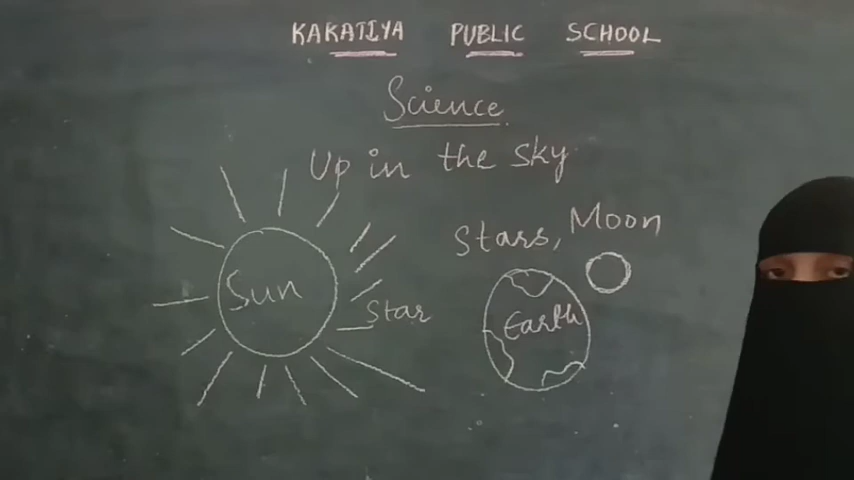 KAKATIYA PUBLIC SCHOOL
Science
Up in the sky
Stars, Moon
Sun
Star
Earth